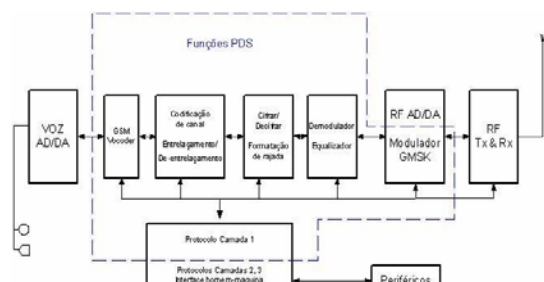 Funções PDS
VOZ
AD/DA
GSM
Vocoder
Codificação
de canal
Entrelaçamento/
De-entrelaçamento
Cifrar/
Decifrar
Formatação
de rajada
Demodulador
Equalizador
RF AD/DA
Modulador
GMSK
RF
Tx & Rx
Protocolo Camada 1
Protocolos Camadas 2, 3
Interface homem-maquina
Periféricos